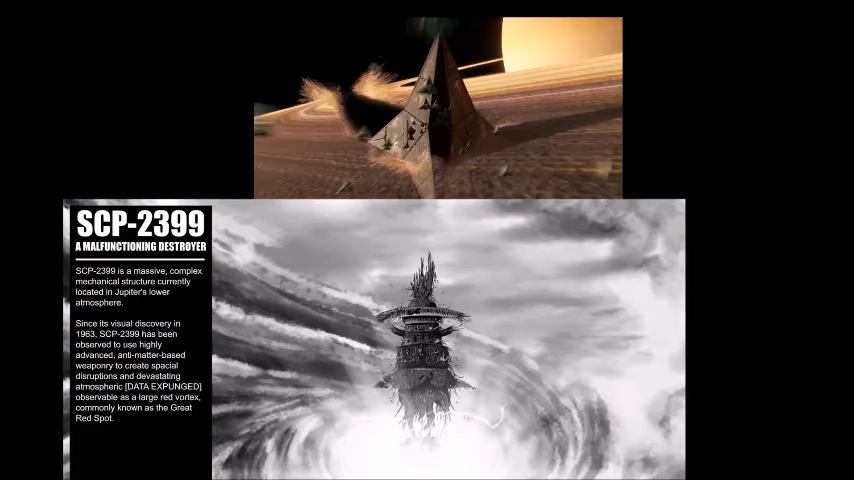 SCP-2399
A MALFUNCTIONING DESTROYER
SCP-2399 is a massive, complex
mechanical structure currently
located in Jupiter's lower
atmosphere.
Since its visual discovery in
1963, SCP-2399 has been
observed to use highly
advanced, anti-matter-based
weaponry to create spacial
disruptions and devastating
atmospheric [DATA EXPUNGED]
observable as a large red vortex,
commonly known as the Great
Red Spot.